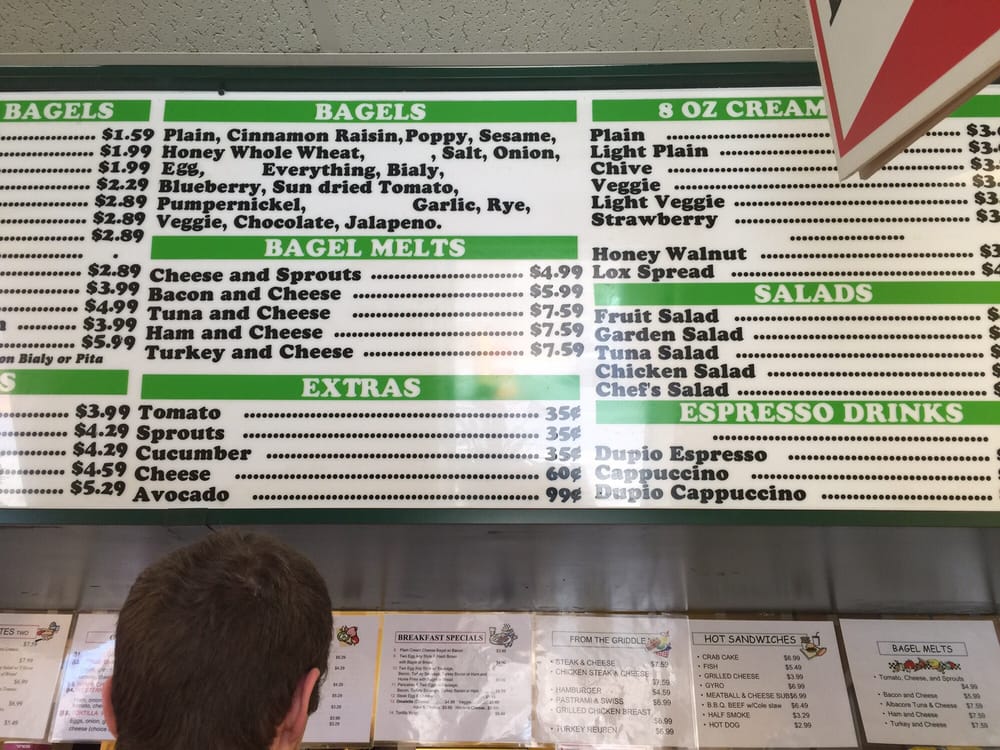 BAGELS
$1.59
$1.99
$1.99
$2.29
$2.89
$2.89
$2.89
$2.89
$3.99
$4.99
$3.99
$5.99
on Bialy or Pita
S
$3.99
$4.29
$4.29
$4.59
$5.29
BAGELS
Plain, Cinnamon Raisin, Poppy, Sesame,
Honey Whole Wheat, , Salt, Onion,
Egg, Everything, Bialy,
Blueberry, Sun dried Tomato,
Pumpernickel, Garlic, Rye,
Veggie, Chocolate, Jalapeno.
BAGEL MELTS
Cheese and Sprouts $4.99
Bacon and Cheese $5.99
Tuna and Cheese $7.59
Ham and Cheese $7.59
Turkey and Cheese $7.59
EXTRAS
Tomato 35¢
Sprouts 35¢
Cucumber 35¢
Cheese 60¢
Avocado 99¢
8 OZ CREAM
Plain $3.
Light Plain $3.
Chive $3.
Veggie $3.
Light Veggie $3
Strawberry $3
Honey Walnut $3
Lox Spread
SALADS
Fruit Salad
Garden Salad
Tuna Salad
Chicken Salad
Chef's Salad
ESPRESSO DRINKS
Dupio Espresso
Cappuccino
Dupio Cappuccino
BREAKFAST SPECIALS
FROM THE GRIDDLE
STEAK & CHEESE $7.59
CHICKEN STEAK & CHEESE
$7.59
HAMBURGER $4.59
PASTRAMI & SWISS $6.99
GRILLED CHICKEN BREAST
$6.99
TURKEY REUBEN $6.99
HOT SANDWICHES
CRAB CAKE $6.99
FISH $5.49
GRILLED CHEESE $3.99
GYRO $6.99
MEATBALL & CHEESE SUB $6.99
B.B.Q. BEEF w/Cole slaw $6.49
HALF SMOKE $3.29
HOT DOG $2.99
BAGEL MELTS
Tomato, Cheese, and Sprouts
$4.99
Bacon and Cheese $5.99
Albacore Tuna & Cheese $7.59
Ham and Cheese $7.59
Turkey and Cheese $7.59